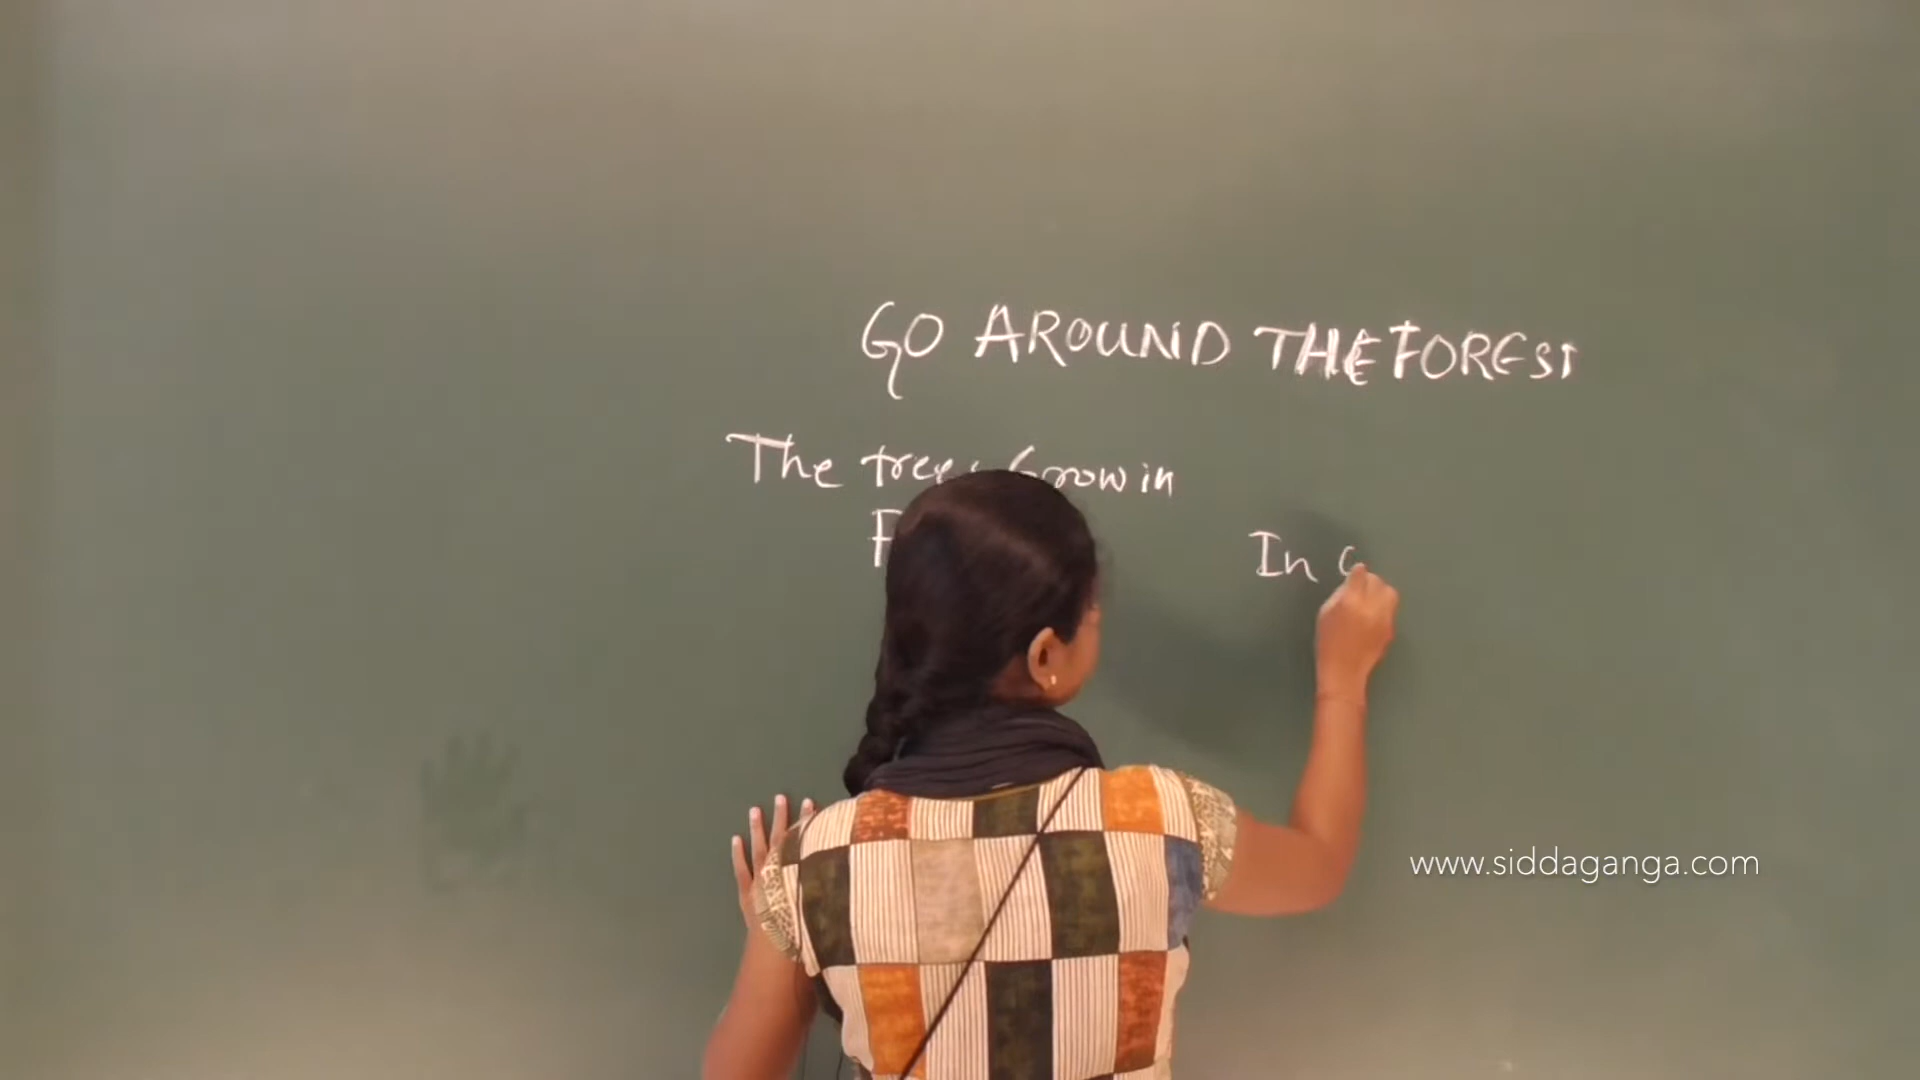 GO AROUND THE FOREST
The trees Grow in
In
www.siddaganga.com